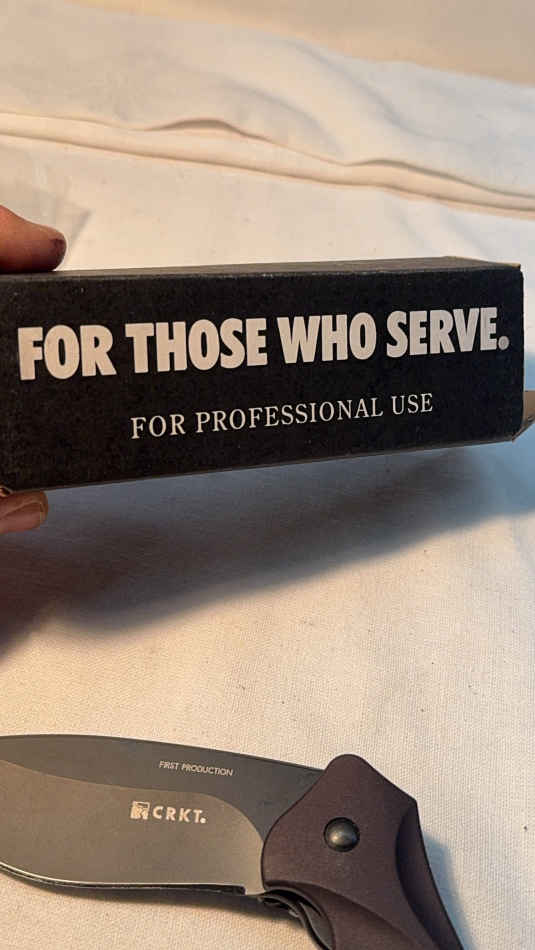 FOR THOSE WHO SERVE.
FOR PROFESSIONAL USE
FIRST PRODUCTION
CRKT.